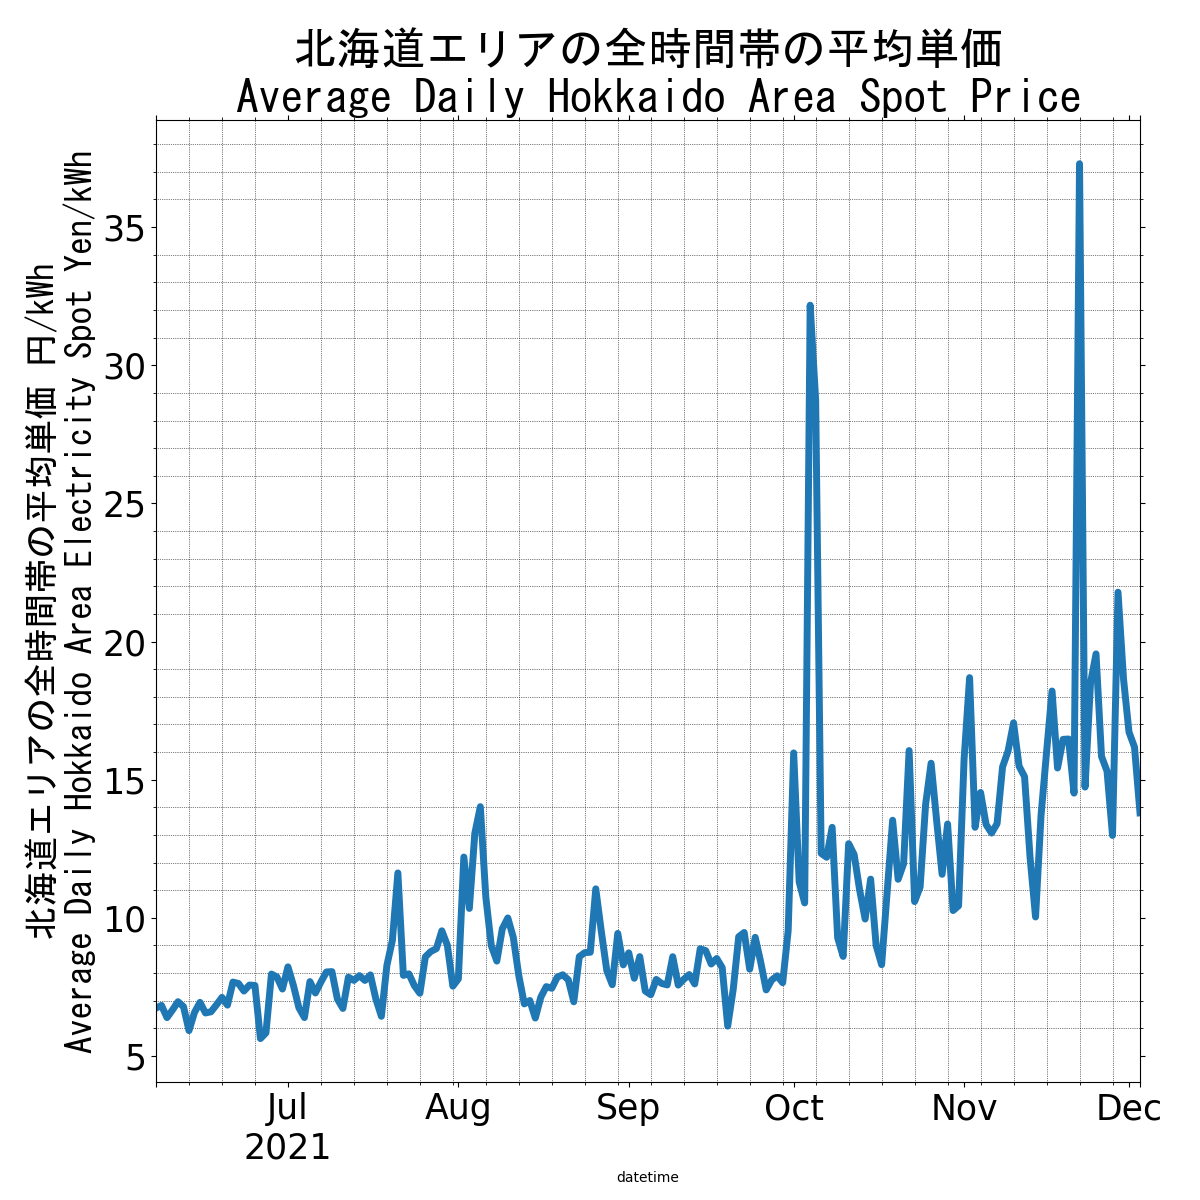 北海道エリアの全時間帯の平均単価
Average Daily Hokkaido Area Spot Price
北海道エリアの全時間帯の平均単価 円/kWh
Average Daily Hokkaido Area Electricity Spot Yen/kWh
35
30
25
20
15
10
5
Jul
2021
Aug
Sep
Oct
Nov
Dec
datetime